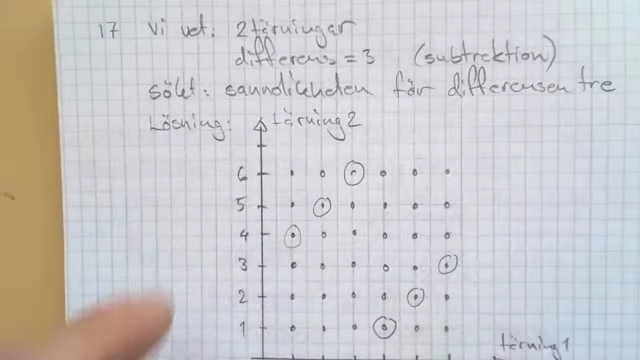 17 Vi vet: 2 tärningar
differens = 3 (subtraktion)
sökt: sannolikheten för differensen tre
Lösning: tärning 2
6
5
4
3
2
1
tärning 1